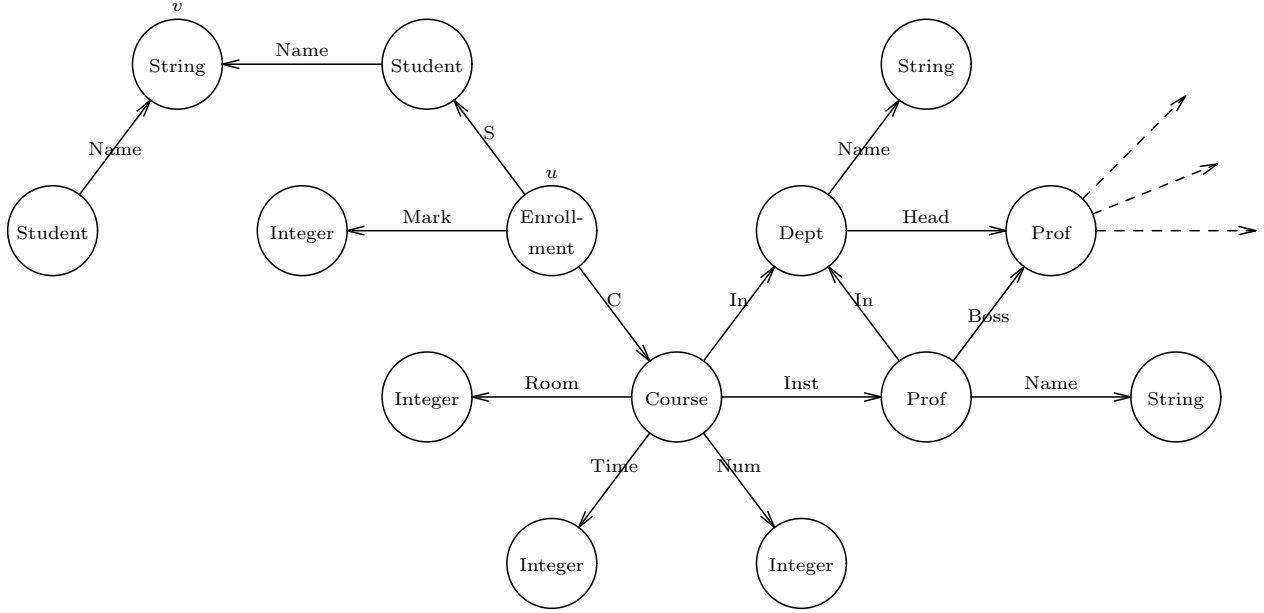 v
String
Name
Student
String
Name
S
Name
u
Student
Integer
Mark
Enroll-
ment
Dept
Head
Prof
C
In
In
Boss
Integer
Room
Course
Inst
Prof
Name
String
Time
Num
Integer
Integer